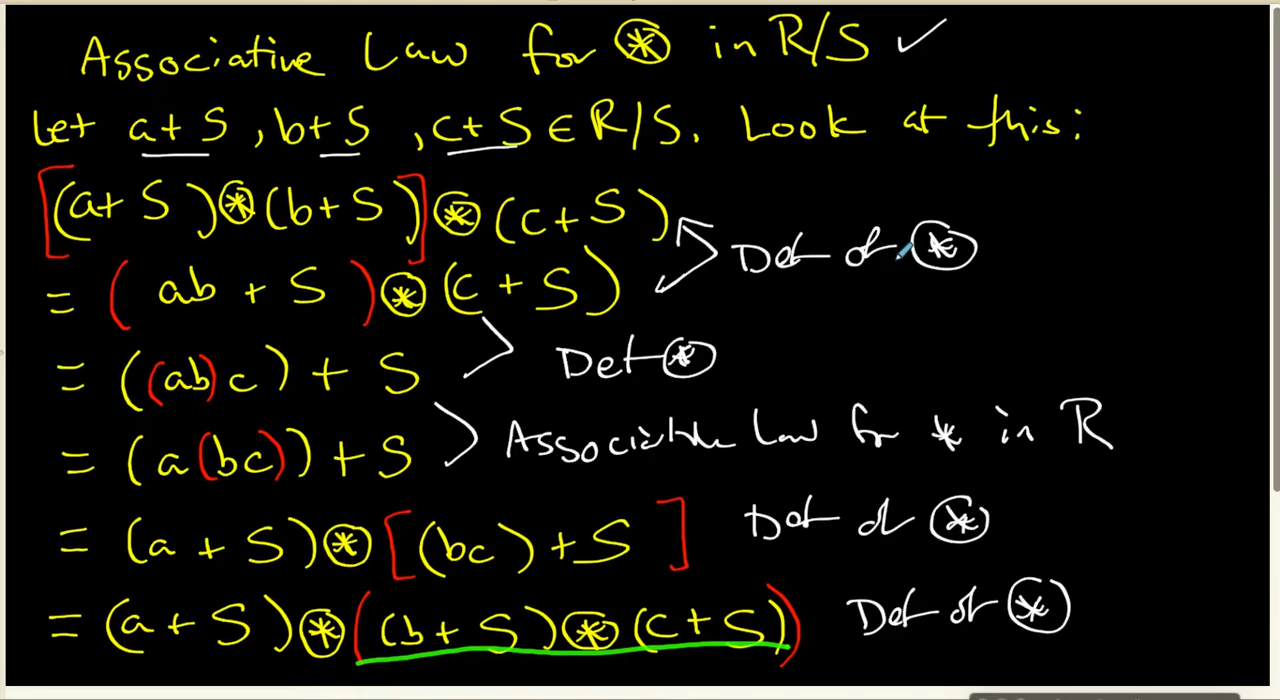 Associative Law for ⊛ in R/S ✓
Let a+S, b+S, c+S ∈ R/S. Look at this:
[(a+S)⊛(b+S)]⊛(c+S)
= (ab+S)⊛(c+S) > Def of ⊛
= ((ab)c)+S > Def ⊛
= (a(bc))+S > Associative Law for * in R
= (a+S)⊛[(bc)+S] Def of ⊛
= (a+S)⊛((b+S)⊛(c+S)) Def of ⊛